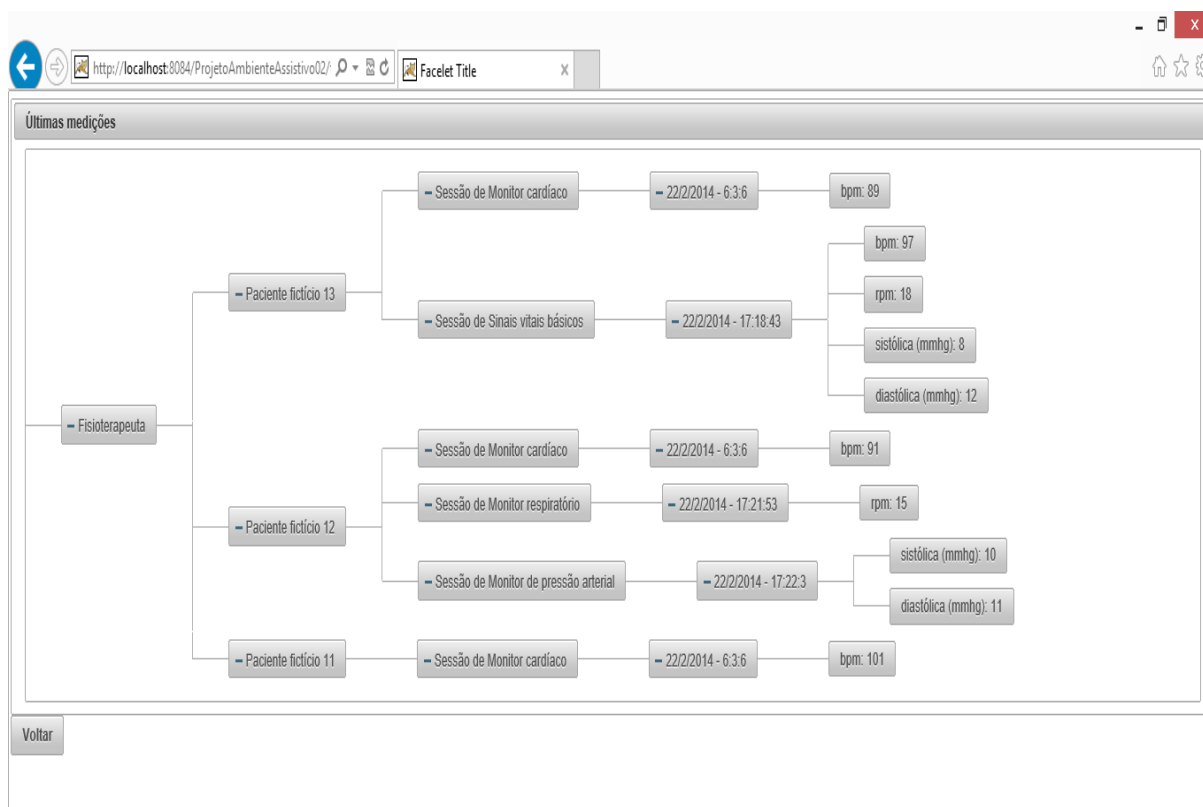 http://localhost:8084/ProjetoAmbienteAssistivo02/
Facelet Title
Últimas medições
Fisioterapeuta
Paciente fictício 13
Sessão de Monitor cardíaco
22/2/2014 - 6:3:6
bpm: 89
Sessão de Sinais vitais básicos
22/2/2014 - 17:18:43
bpm: 97
rpm: 18
sistólica (mmhg): 8
diastólica (mmhg): 12
Paciente fictício 12
Sessão de Monitor cardíaco
22/2/2014 - 6:3:6
bpm: 91
Sessão de Monitor respiratório
22/2/2014 - 17:21:53
rpm: 15
Sessão de Monitor de pressão arterial
22/2/2014 - 17:22:3
sistólica (mmhg): 10
diastólica (mmhg): 11
Paciente fictício 11
Sessão de Monitor cardíaco
22/2/2014 - 6:3:6
bpm: 101
Voltar